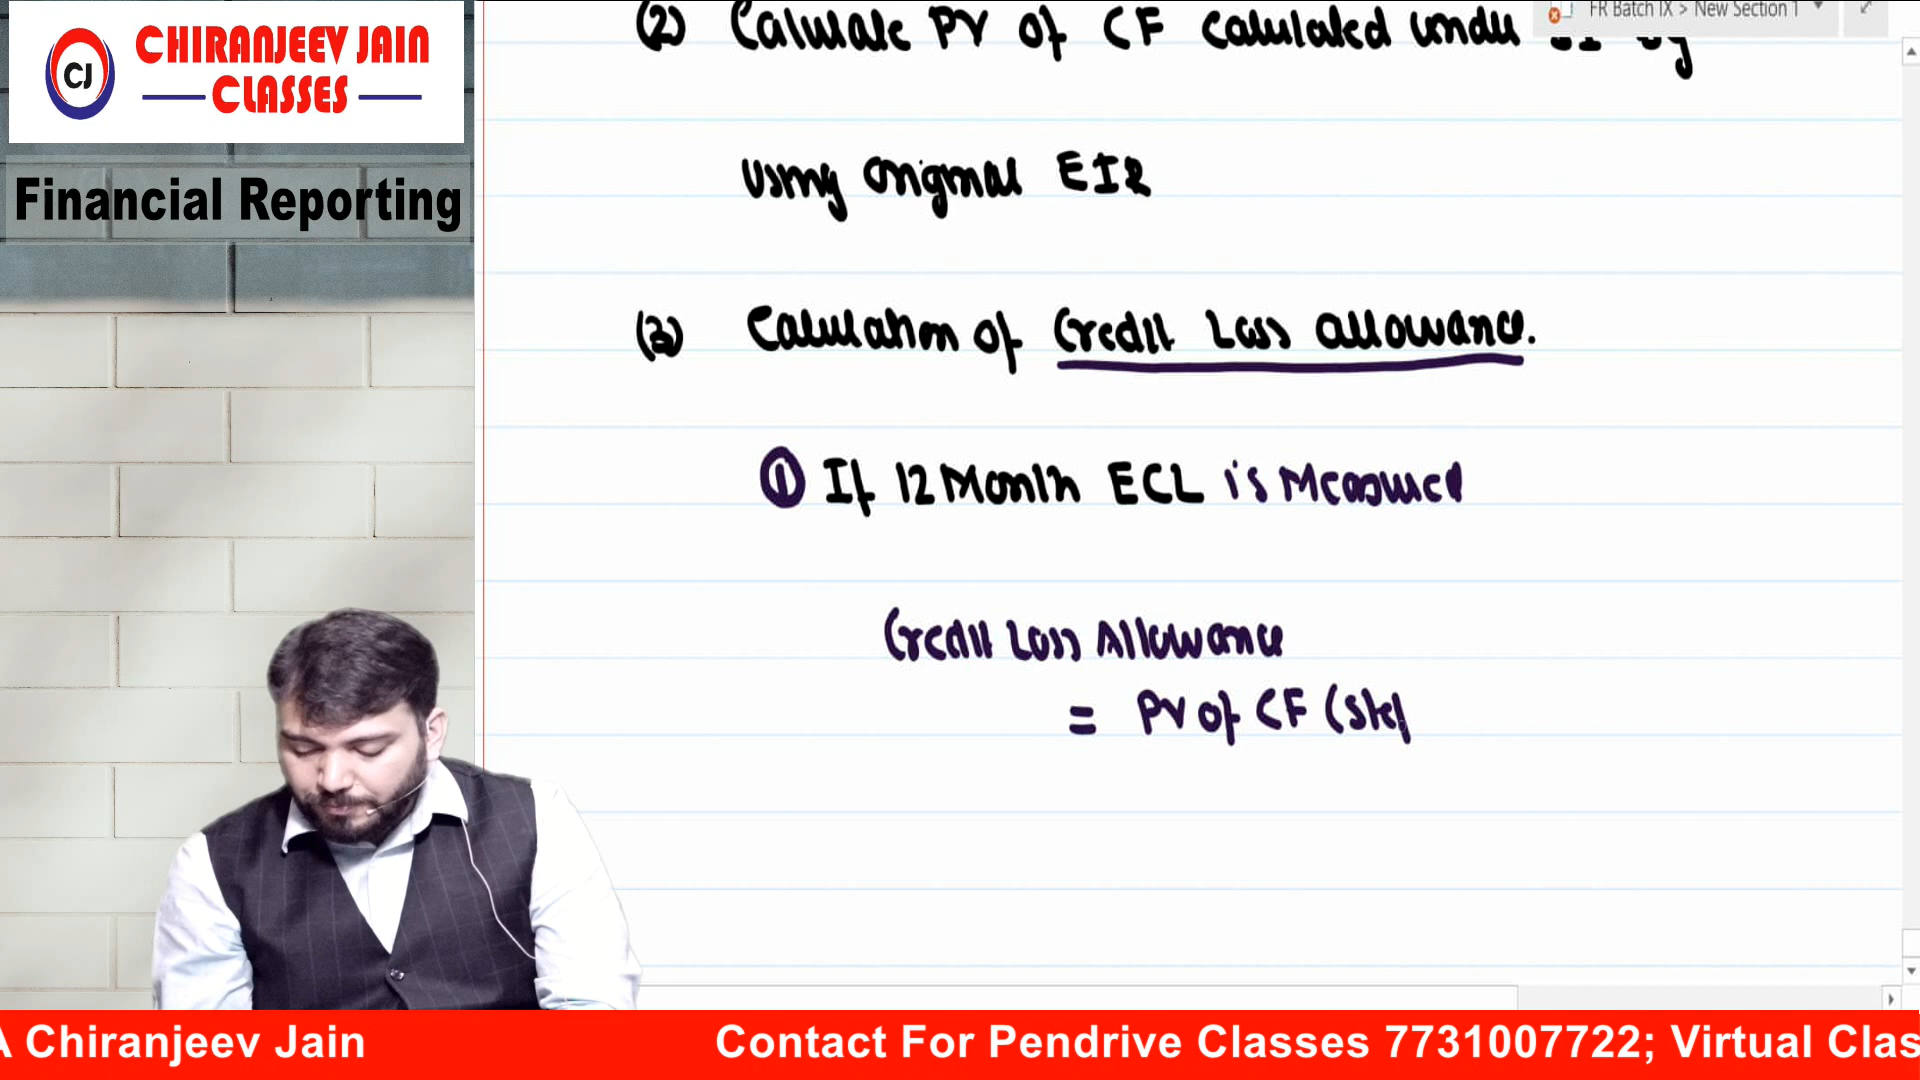 CHIRANJEEV JAIN
CJ
CLASSES
Financial Reporting
FR Batch IX > New Section 1
(2) Calculate PV of CF calculated under by
using original EIR
(3) Calculation of Credit Loss allowance.
① If 12 Month ECL is Measured
Credit Loss Allowance
= PV of CF (Step
A Chiranjeev Jain
Contact For Pendrive Classes 7731007722; Virtual Clas